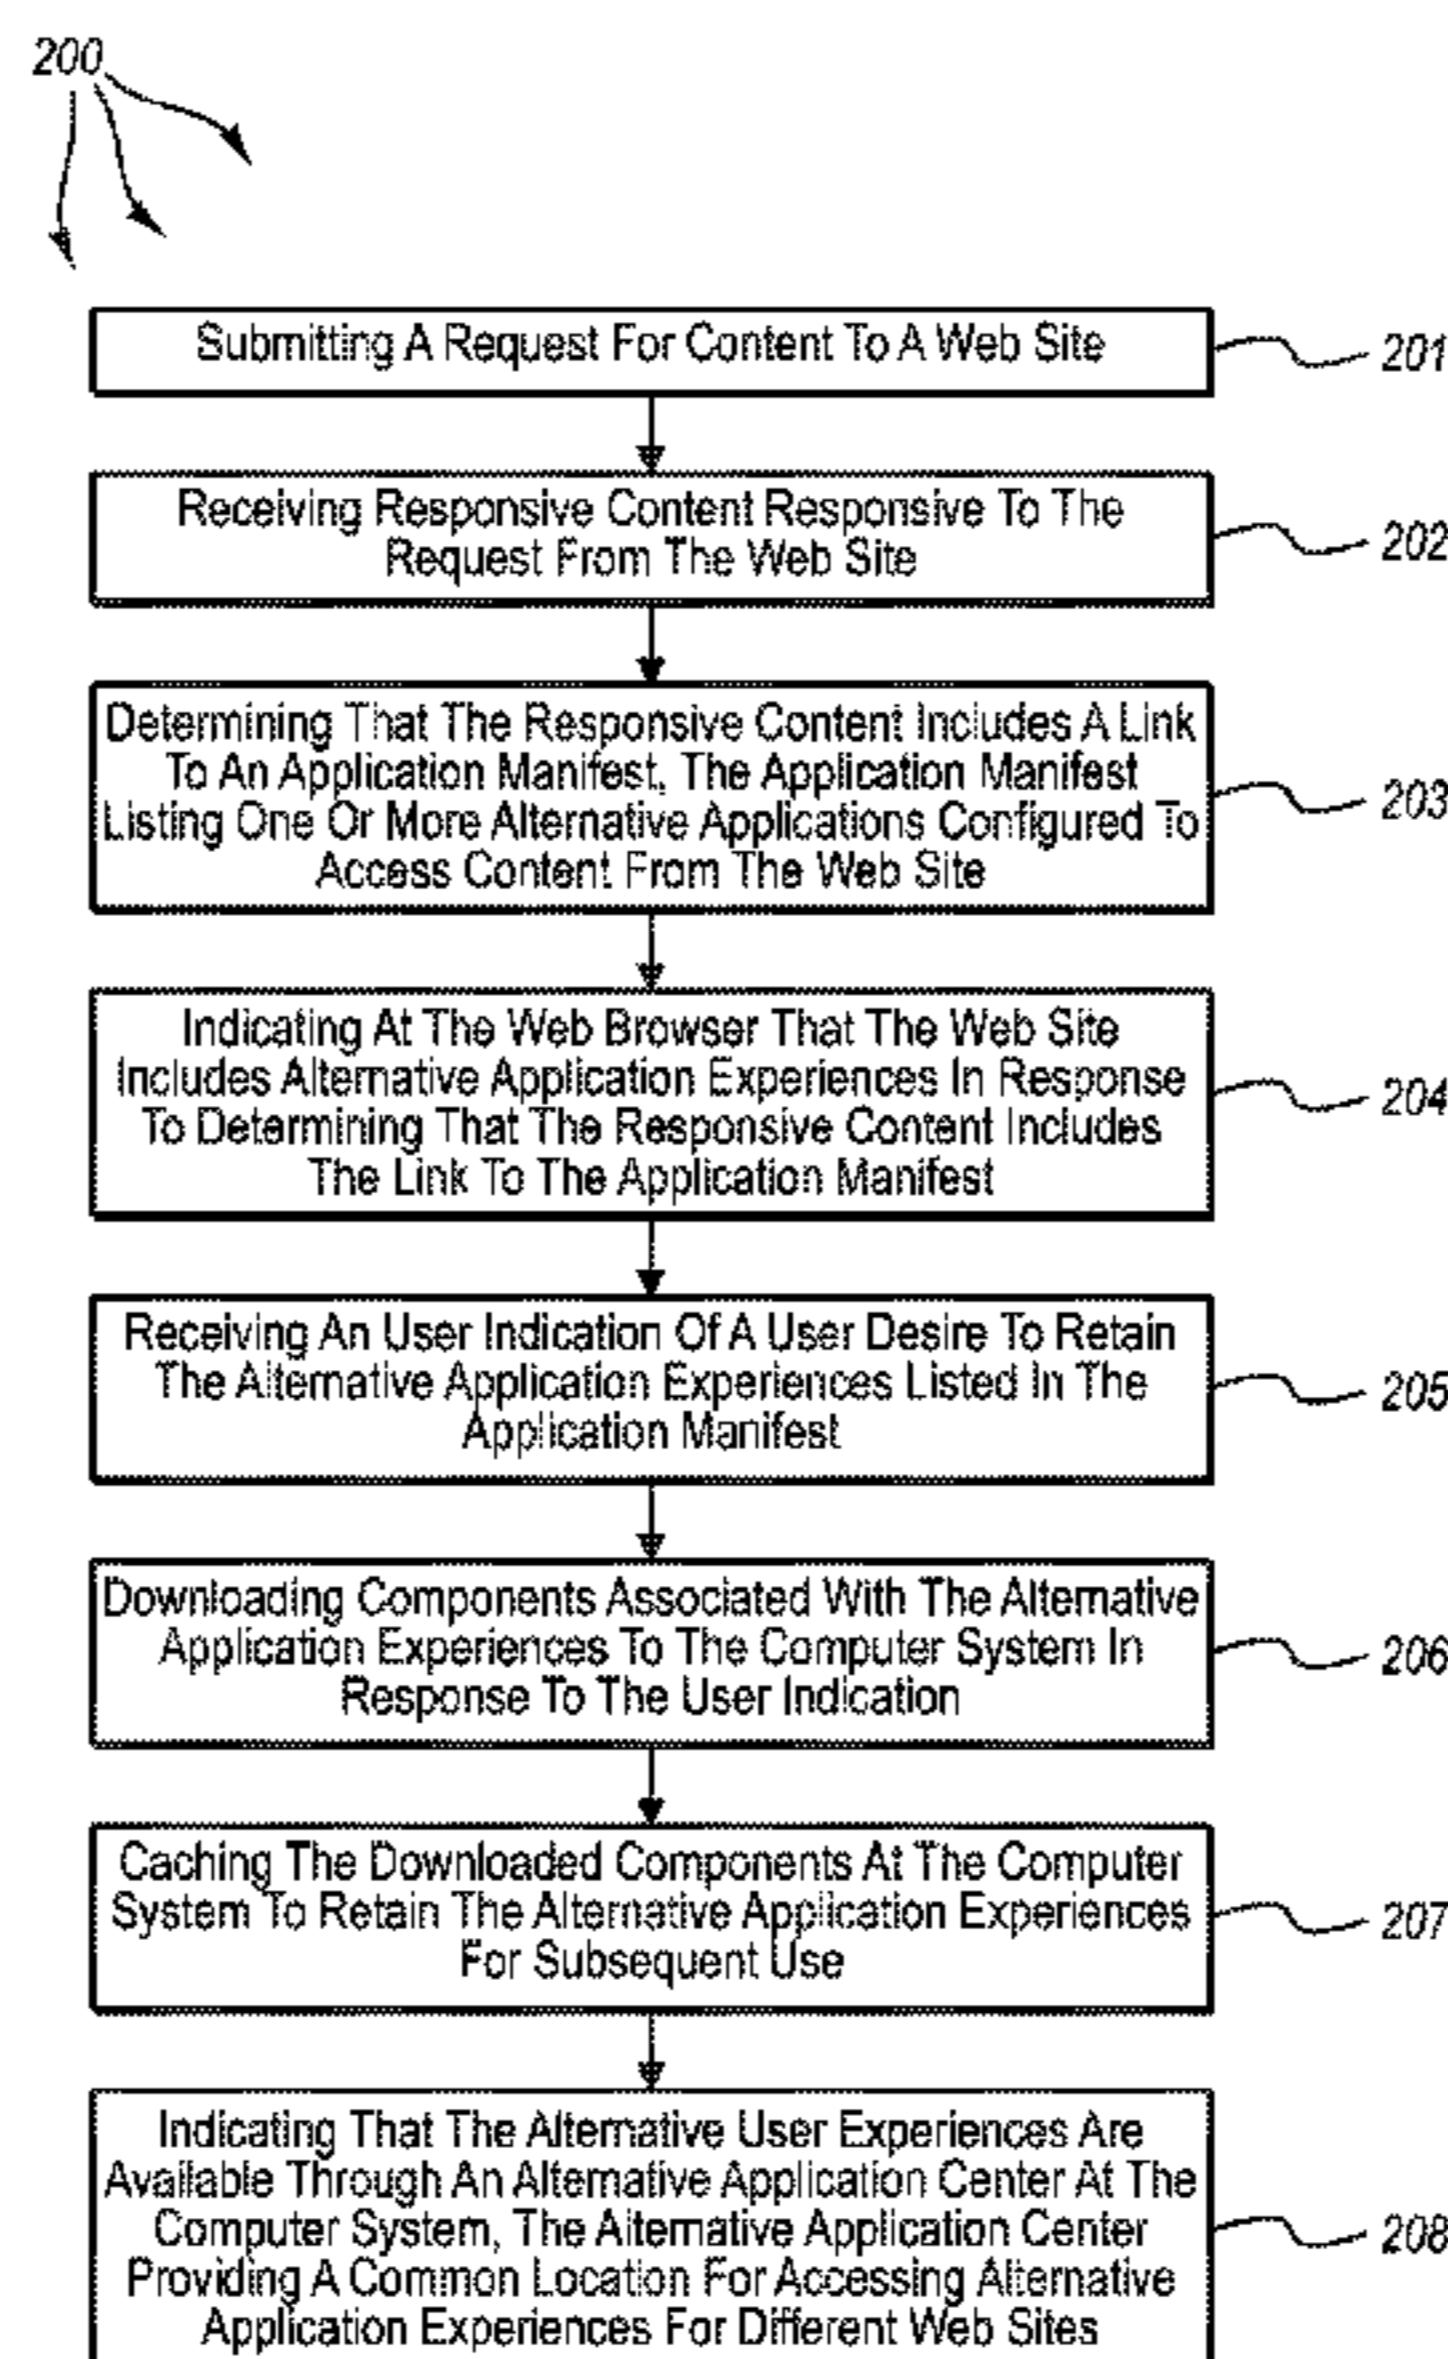 200
Submitting A Request For Content To A Web Site
201
Receiving Responsive Content Responsive To The
Request From The Web Site
202
Determining That The Responsive Content Includes A Link
To An Application Manifest, The Application Manifest
Listing One Or More Alternative Applications Configured To
Access Content From The Web Site
203
Indicating At The Web Browser That The Web Site
Includes Alternative Application Experiences In Response
To Determining That The Responsive Content Includes
The Link To The Application Manifest
204
Receiving An User Indication Of A User Desire To Retain
The Alternative Application Experiences Listed In The
Application Manifest
205
Downloading Components Associated With The Alternative
Application Experiences To The Computer System In
Response To The User Indication
206
Caching The Downloaded Components At The Computer
System To Retain The Alternative Application Experiences
For Subsequent Use
207
Indicating That The Alternative User Experiences Are
Available Through An Alternative Application Center At The
Computer System, The Alternative Application Center
Providing A Common Location For Accessing Alternative
Application Experiences For Different Web Sites
208